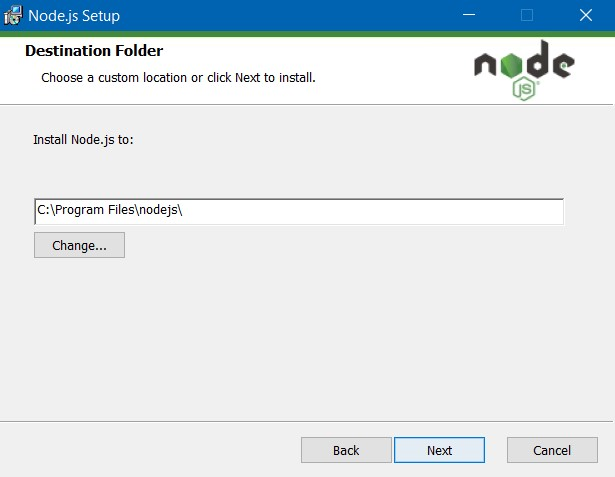 Node.js Setup
Destination Folder
Choose a custom location or click Next to install.
node
JS
Install Node.js to:
C:\Program Files\nodejs\
Change...
Back
Next
Cancel